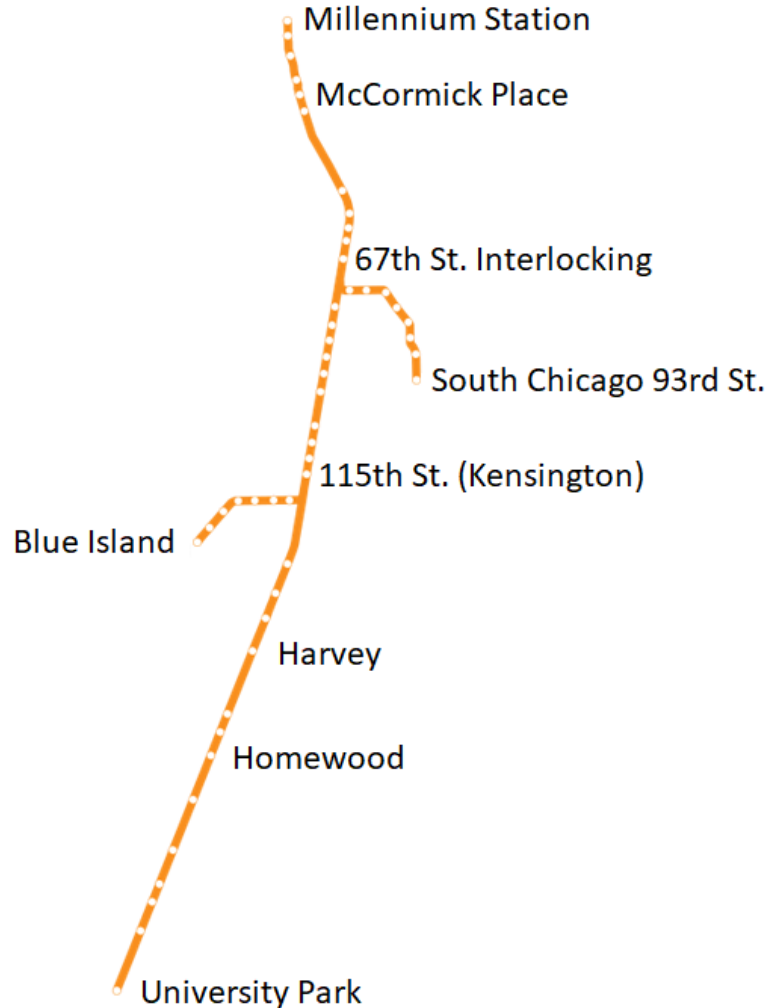 Millennium Station
McCormick Place
67th St. Interlocking
South Chicago 93rd St.
115th St. (Kensington)
Blue Island
Harvey
Homewood
University Park